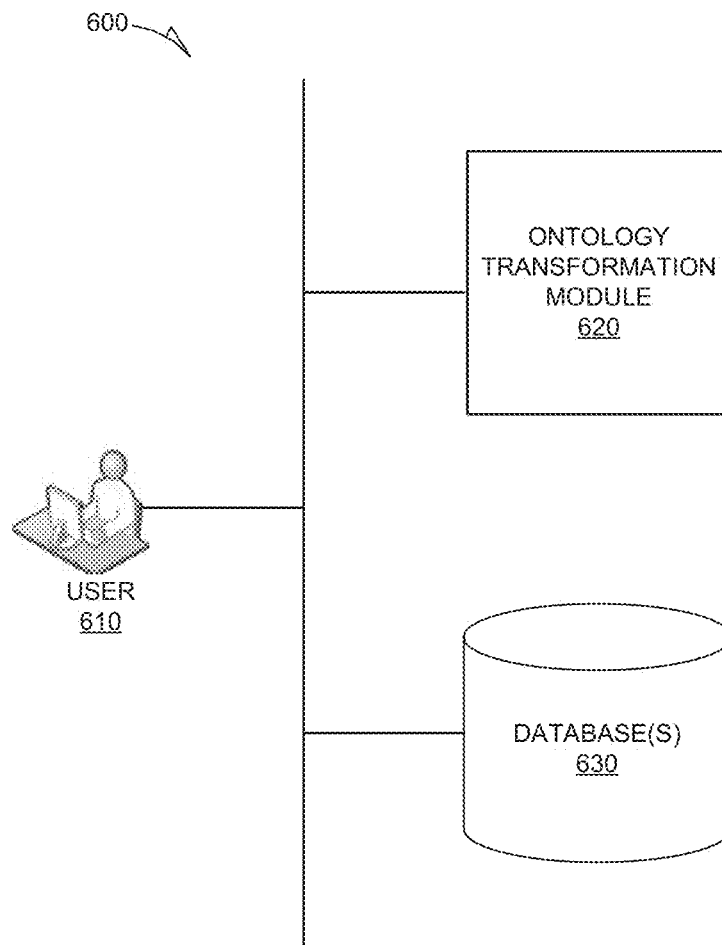 600
ONTOLOGY
TRANSFORMATION
MODULE
620
USER
610
DATABASE(S)
630